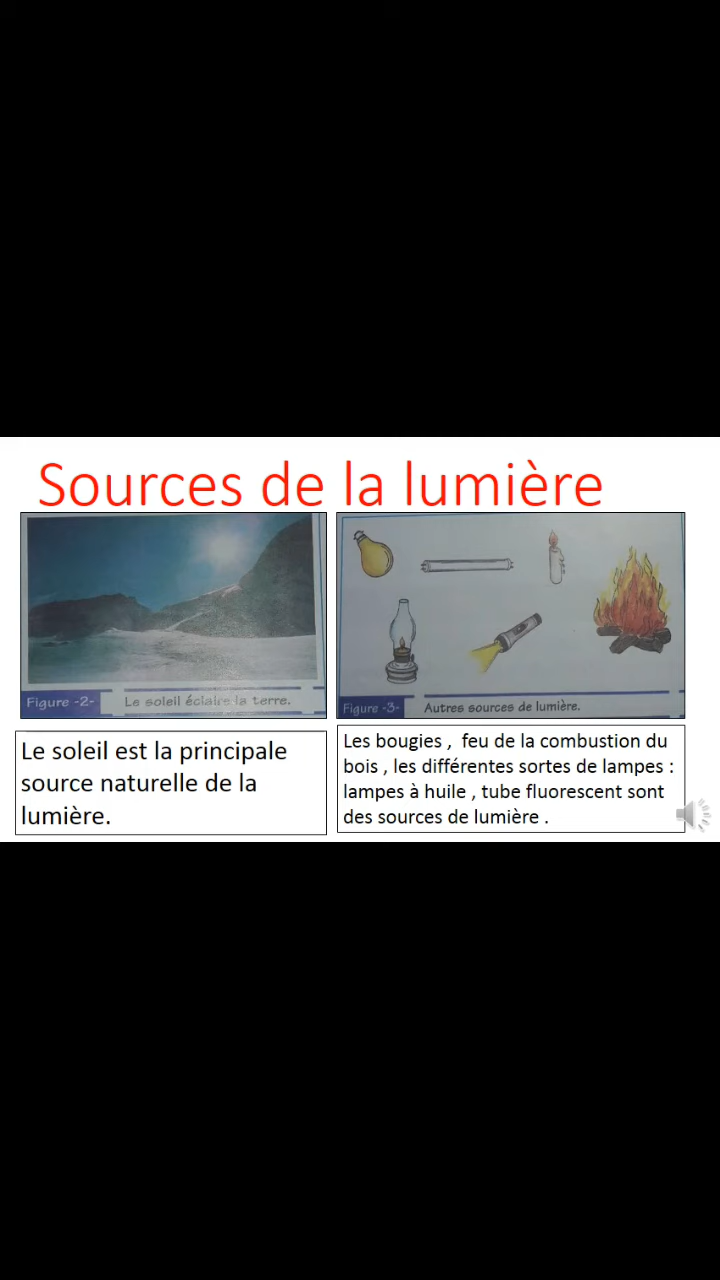 Sources de la lumière
Figure -2-
Le soleil éclaire la terre.
Le soleil est la principale
source naturelle de la
lumière.
Figure -3-
Autres sources de lumière.
Les bougies , feu de la combustion du
bois , les différentes sortes de lampes :
lampes à huile , tube fluorescent sont
des sources de lumière .